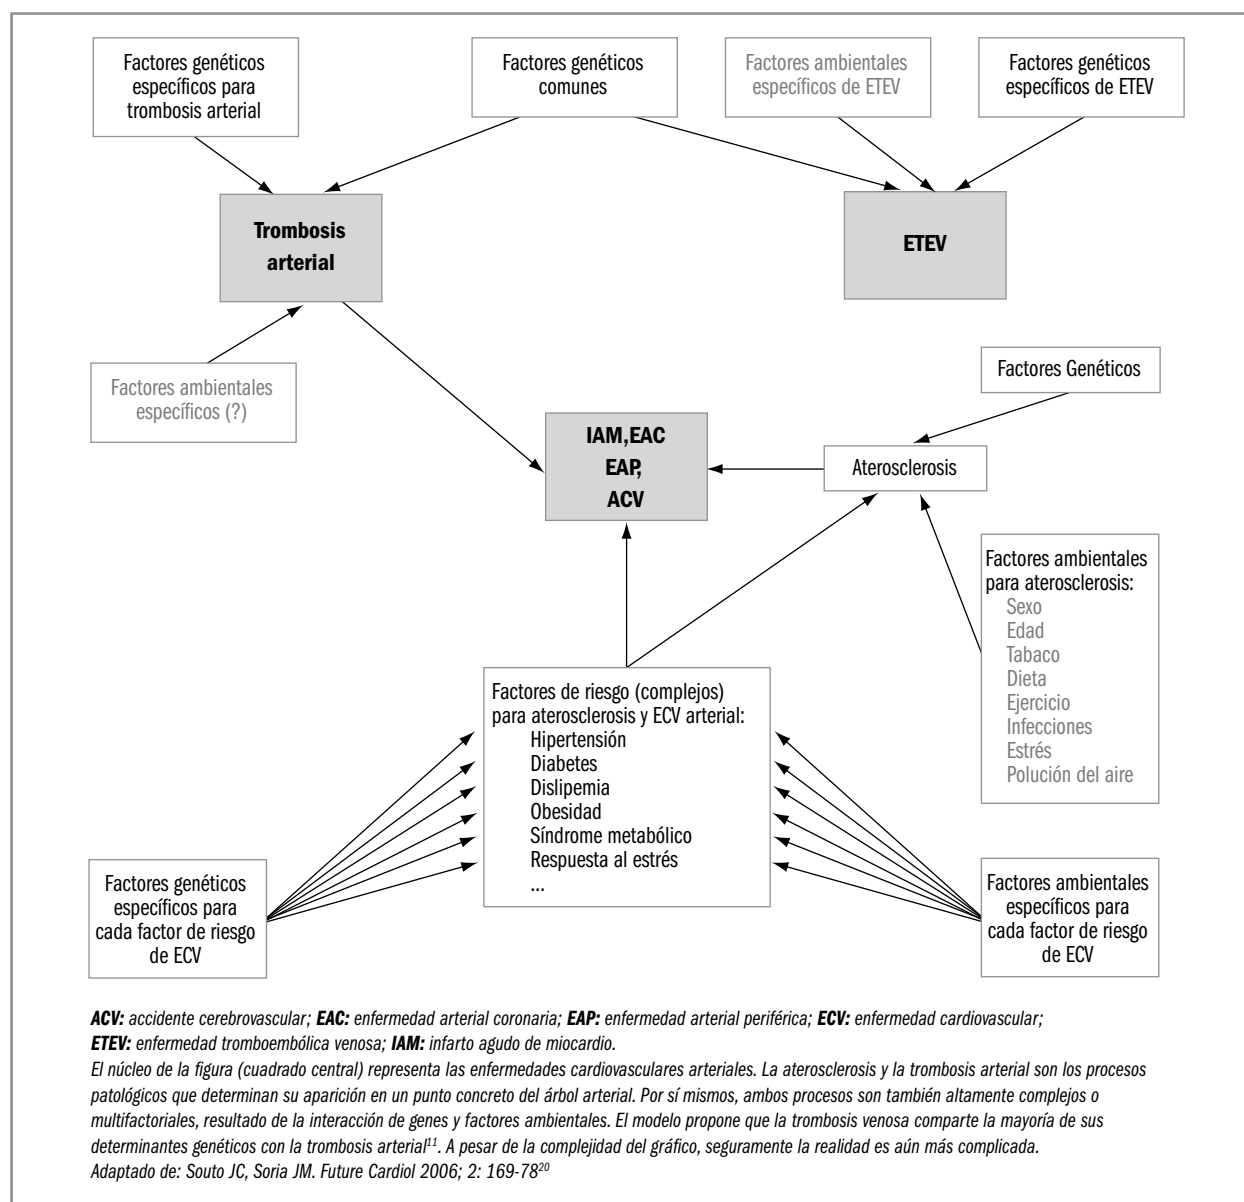 Factores genéticos
específicos para
trombosis arterial
Factores genéticos
comunes
Factores ambientales
específicos de ETEV
Factores genéticos
específicos de ETEV
Trombosis
arterial
ETEV
Factores ambientales
específicos (?)
Factores Genéticos
IAM,EAC
EAP,
ACV
Aterosclerosis
Factores ambientales
para aterosclerosis:
Sexo
Edad
Tabaco
Dieta
Ejercicio
Infecciones
Estrés
Polución del aire
Factores de riesgo (complejos)
para aterosclerosis y ECV arterial:
Hipertensión
Diabetes
Dislipemia
Obesidad
Síndrome metabólico
Respuesta al estrés
...
Factores genéticos
específicos para
cada factor de riesgo
de ECV
Factores ambientales
específicos para
cada factor de riesgo
de ECV
ACV: accidente cerebrovascular; EAC: enfermedad arterial coronaria; EAP: enfermedad arterial periférica; ECV: enfermedad cardiovascular;
ETEV: enfermedad tromboembólica venosa; IAM: infarto agudo de miocardio.
El núcleo de la figura (cuadrado central) representa las enfermedades cardiovasculares arteriales. La aterosclerosis y la trombosis arterial son los procesos
patológicos que determinan su aparición en un punto concreto del árbol arterial. Por sí mismos, ambos procesos son también altamente complejos o
multifactoriales, resultado de la interacción de genes y factores ambientales. El modelo propone que la trombosis venosa comparte la mayoría de sus
determinantes genéticos con la trombosis arterial11. A pesar de la complejidad del gráfico, seguramente la realidad es aún más complicada.
Adaptado de: Souto JC, Soria JM. Future Cardiol 2006; 2: 169-7820